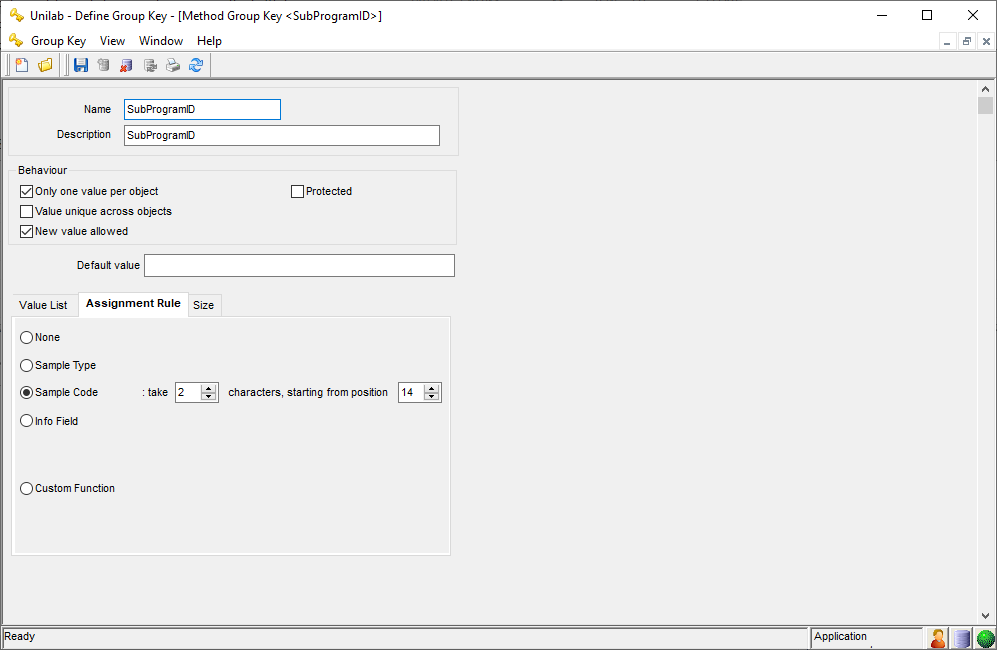 Unilab - Define Group Key - [Method Group Key <SubProgramID>]
Group Key View Window Help
Name SubProgramID
Description SubProgramID
Behaviour
Only one value per object Protected
Value unique across objects
New value allowed
Default value
Value List Assignment Rule Size
None
Sample Type
Sample Code : take 2 characters, starting from position 14
Info Field
Custom Function
Ready Application